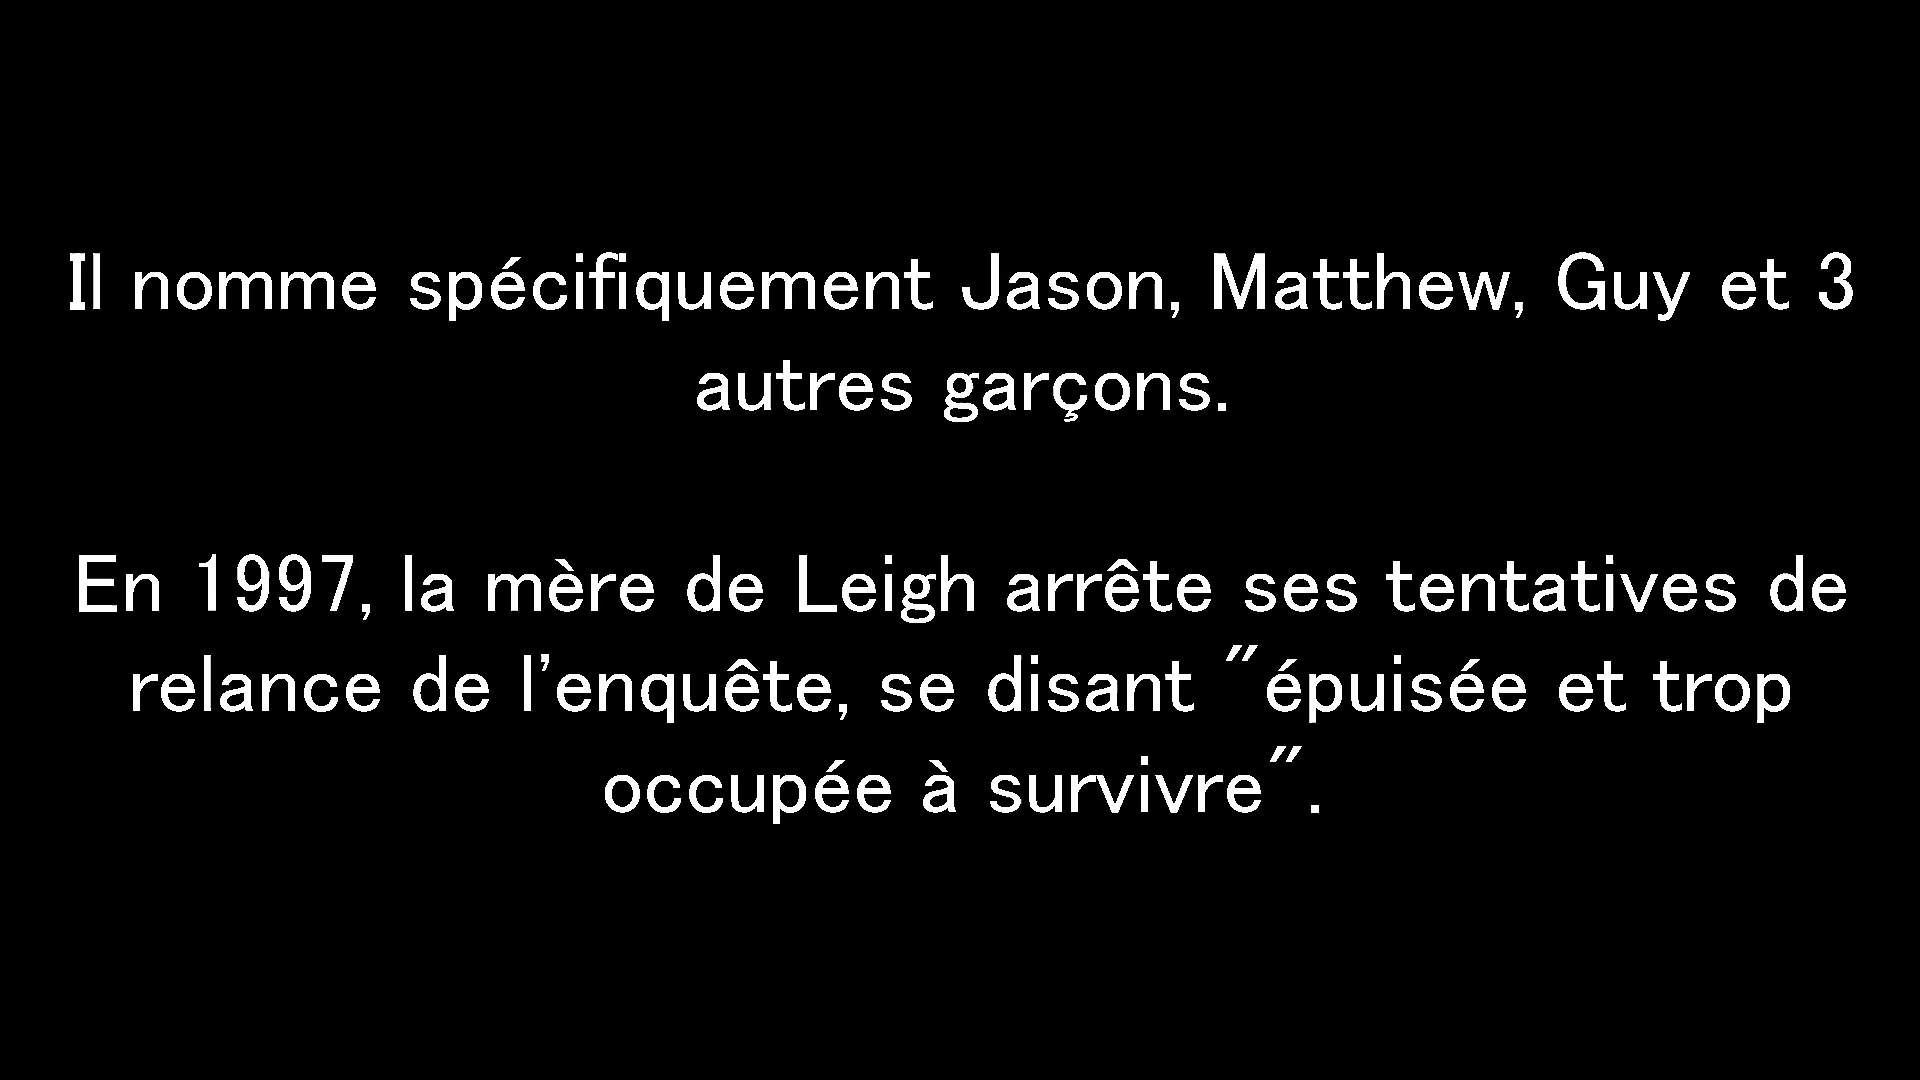 Il nomme spécifiquement Jason, Matthew, Guy et 3
autres garçons.
En 1997, la mère de Leigh arrête ses tentatives de
relance de l'enquête, se disant "épuisée et trop
occupée à survivre".